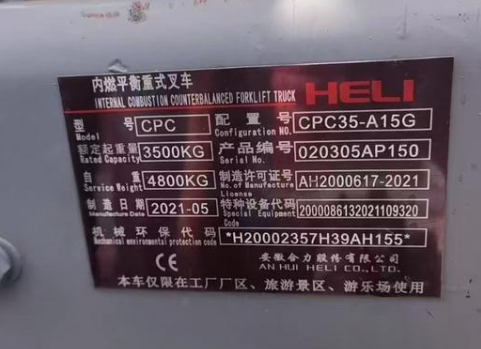 内燃平衡重式叉车
INTERNAL COMBUSTION COUNTERBALANCED FORKLIFT TRUCK HELI
型号 CPC 配置号 CPC35-A15G
Model Configuration NO.
额定起重量 3500KG 产品编号 020305AP150
Rated Capacity Serial No.
自重 4800KG 制造许可证号 AH2000617-2021
Service Weight No. of Manufacture License
制造日期 2021-05 特种设备代码 2000086132021109320
Manufacture Date Special Equipment Code
机械环保代码 *H20002357H39AH155*
Mechanical environmental protection code
CE 安徽合力股份有限公司
AN HUI HELI CO.,LTD.
本车仅限在工厂厂区、旅游景区、游乐场使用